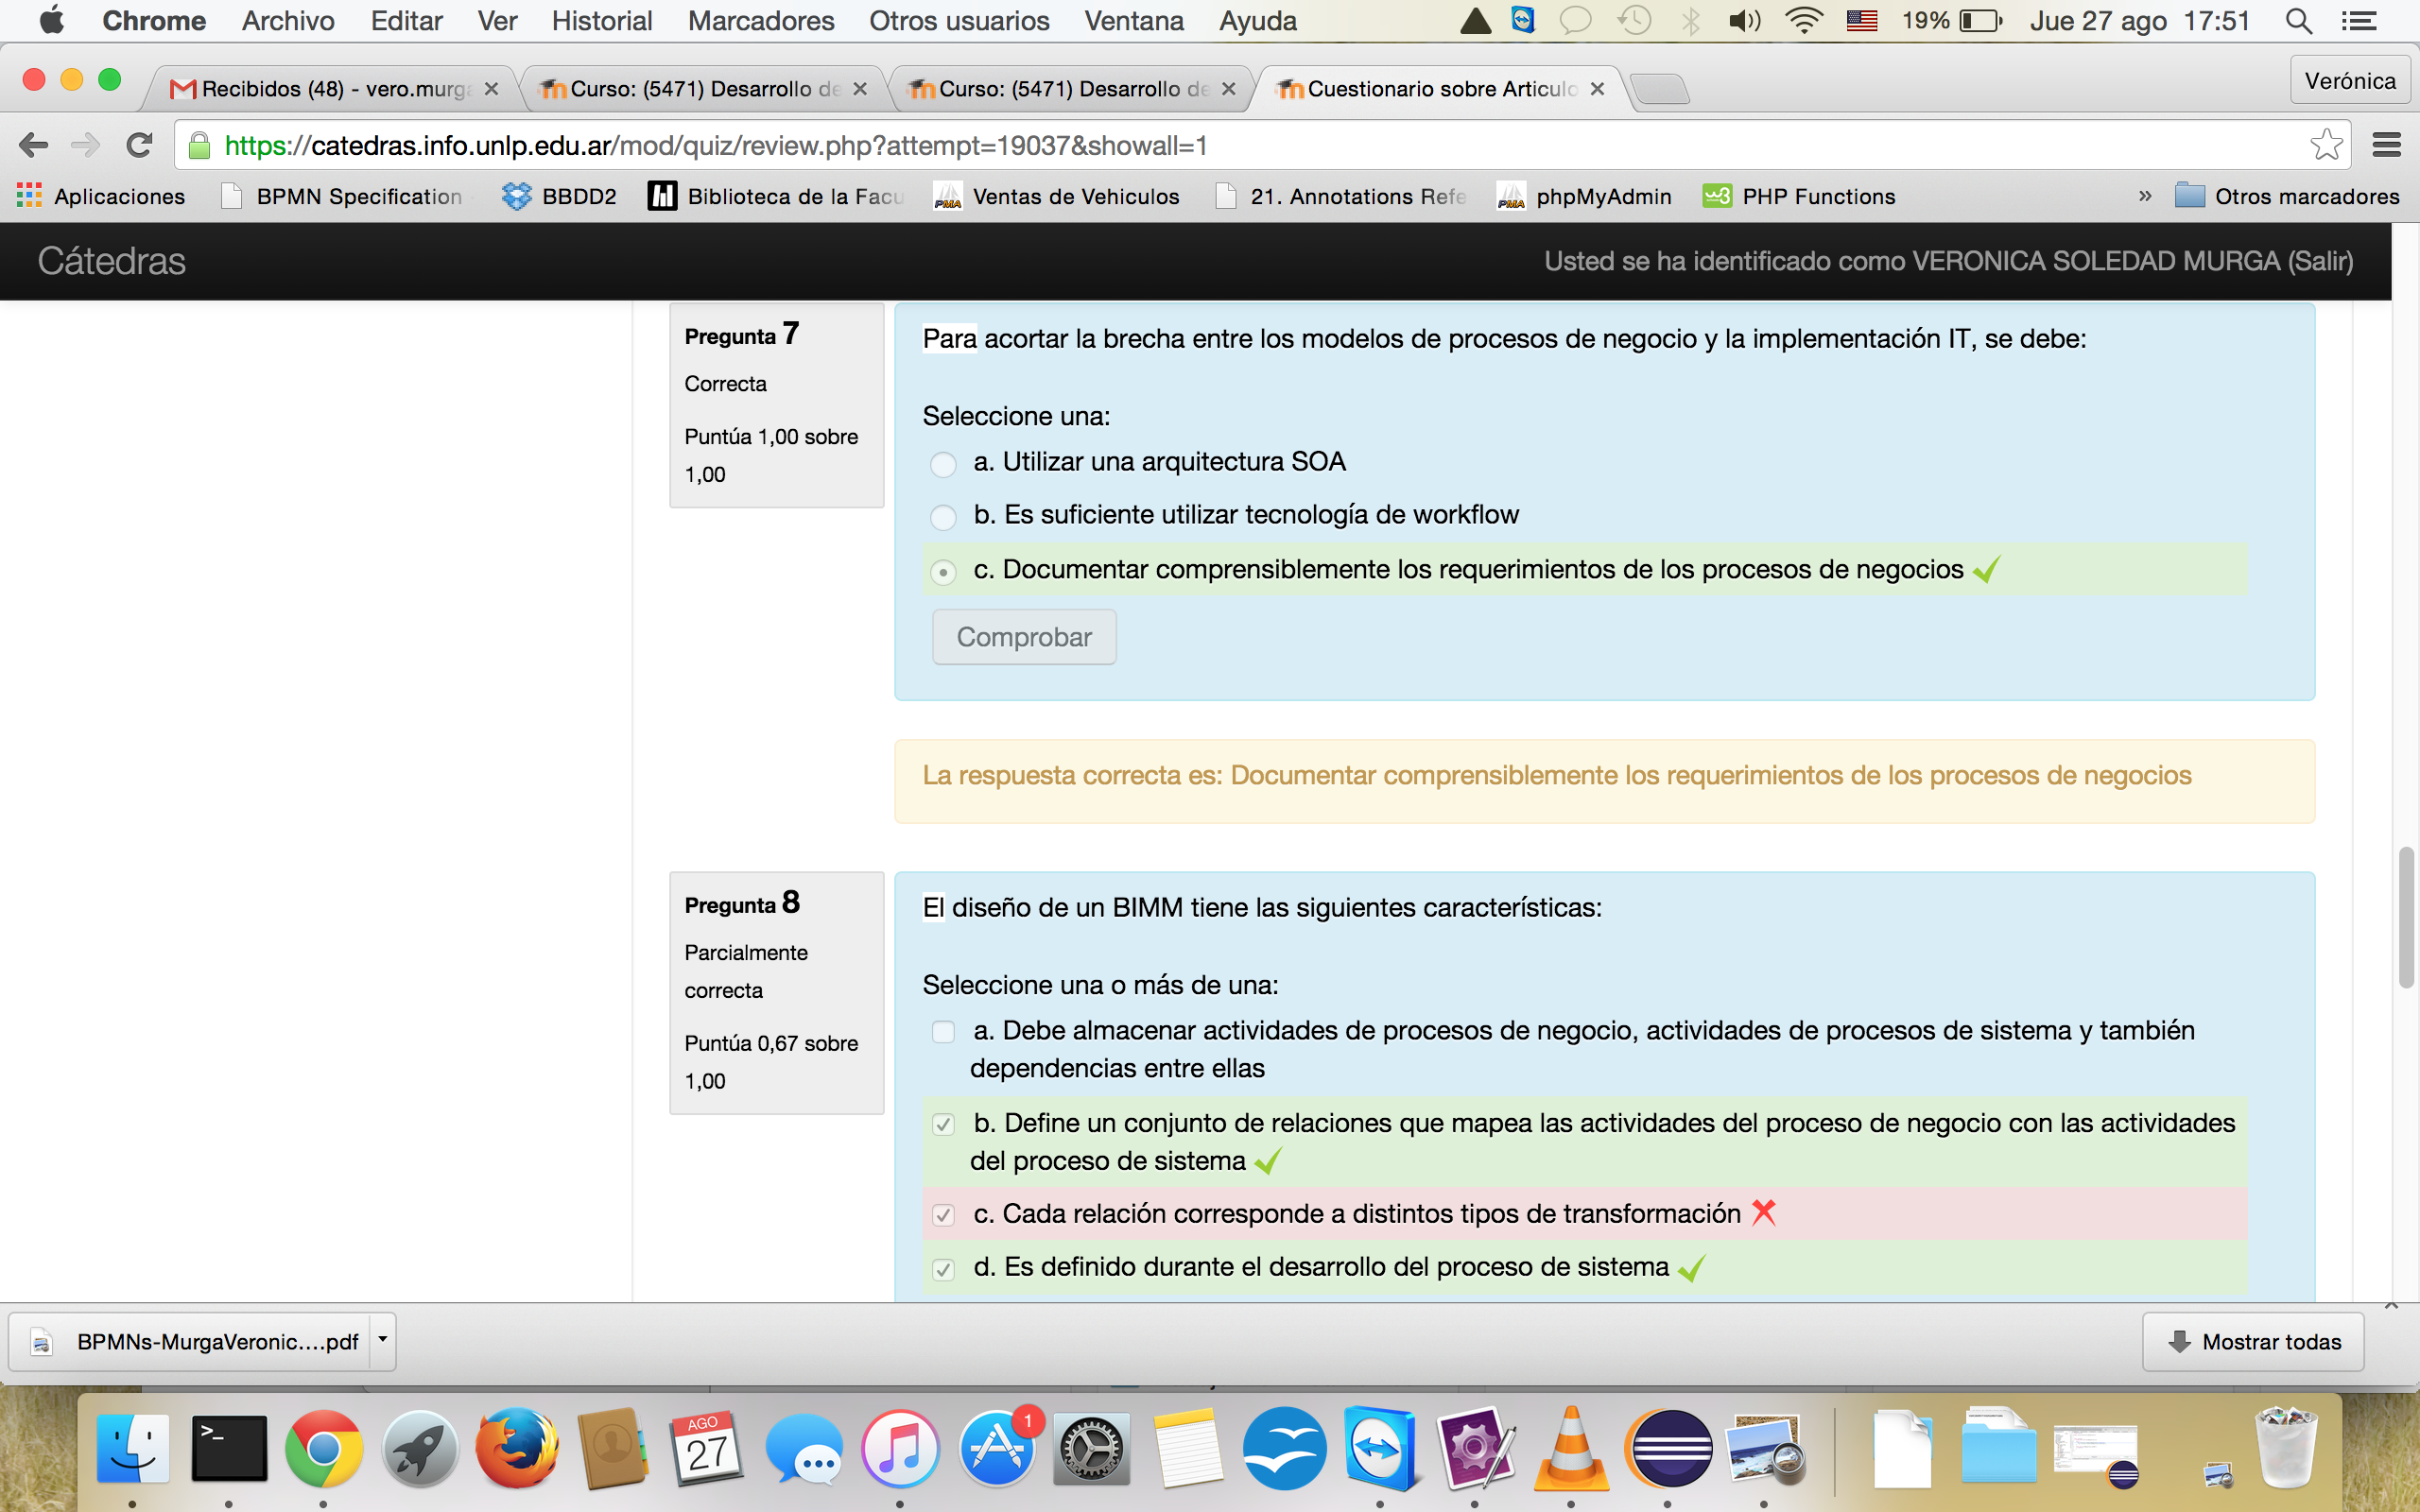 Chrome Archivo Editar Ver Historial Marcadores Otros usuarios Ventana Ayuda 19% Jue 27 ago 17:51
Recibidos (48) - vero.murga
Curso: (5471) Desarrollo de
Curso: (5471) Desarrollo de
Cuestionario sobre Articulo
Verónica
https://catedras.info.unlp.edu.ar/mod/quiz/review.php?attempt=19037&showall=1
Aplicaciones BPMN Specification BBDD2 Biblioteca de la Facu Ventas de Vehiculos 21. Annotations Refe phpMyAdmin PHP Functions » Otros marcadores
Cátedras
Usted se ha identificado como VERONICA SOLEDAD MURGA (Salir)
Pregunta 7
Correcta
Puntúa 1,00 sobre
1,00
Para acortar la brecha entre los modelos de procesos de negocio y la implementación IT, se debe:
Seleccione una:
a. Utilizar una arquitectura SOA
b. Es suficiente utilizar tecnología de workflow
c. Documentar comprensiblemente los requerimientos de los procesos de negocios
Comprobar
La respuesta correcta es: Documentar comprensiblemente los requerimientos de los procesos de negocios
Pregunta 8
Parcialmente
correcta
Puntúa 0,67 sobre
1,00
El diseño de un BIMM tiene las siguientes características:
Seleccione una o más de una:
a. Debe almacenar actividades de procesos de negocio, actividades de procesos de sistema y también
dependencias entre ellas
b. Define un conjunto de relaciones que mapea las actividades del proceso de negocio con las actividades
del proceso de sistema
c. Cada relación corresponde a distintos tipos de transformación
d. Es definido durante el desarrollo del proceso de sistema
BPMNs-MurgaVeronic....pdf
Mostrar todas
>_
AGO
27
1